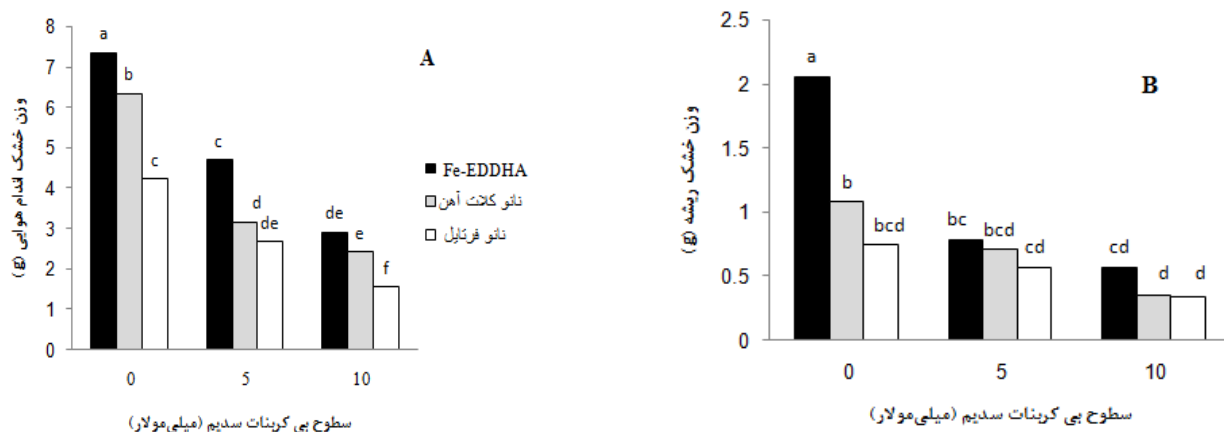 وزن خشک اندام هوایی (g)
8
7
6
5
4
3
2
1
0
a
b
c
c
d
de
de
e
f
A
0
5
10
سطوح بی کربنات سدیم (میلی‌مولار)
Fe-EDDHA
نانو کلات آهن
نانو فرتایل
وزن خشک ریشه (g)
2.5
2
1.5
1
0.5
0
a
b
bcd
bc
bcd
cd
cd
d
d
B
0
5
10
سطوح بی کربنات سدیم (میلی‌مولار)